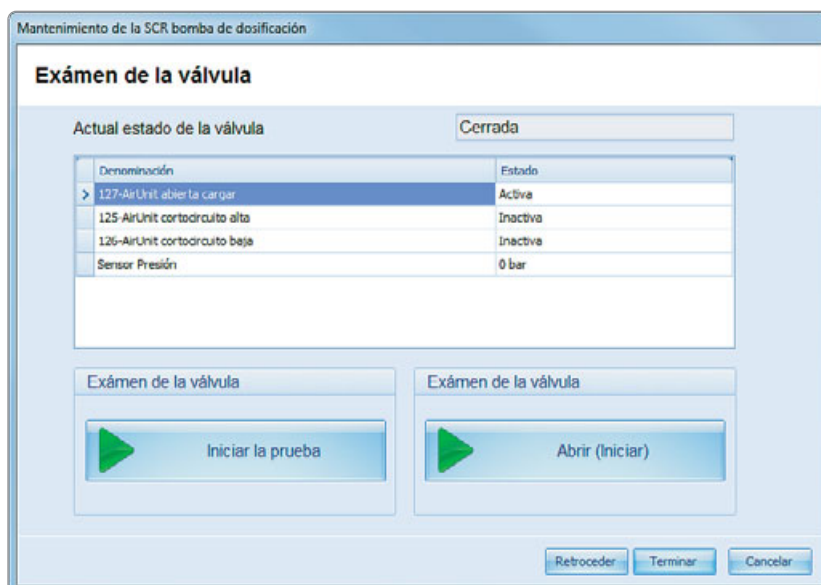 Mantenimiento de la SCR bomba de dosificación
Exámen de la válvula
Actual estado de la válvula Cerrada
Denominación Estado
127-AirUnit abierta cargar Activa
125-AirUnit cortocircuito alta Inactiva
126-AirUnit cortocircuito baja Inactiva
Sensor Presión 0 bar
Exámen de la válvula Exámen de la válvula
Iniciar la prueba Abrir (Iniciar)
Retroceder Terminar Cancelar